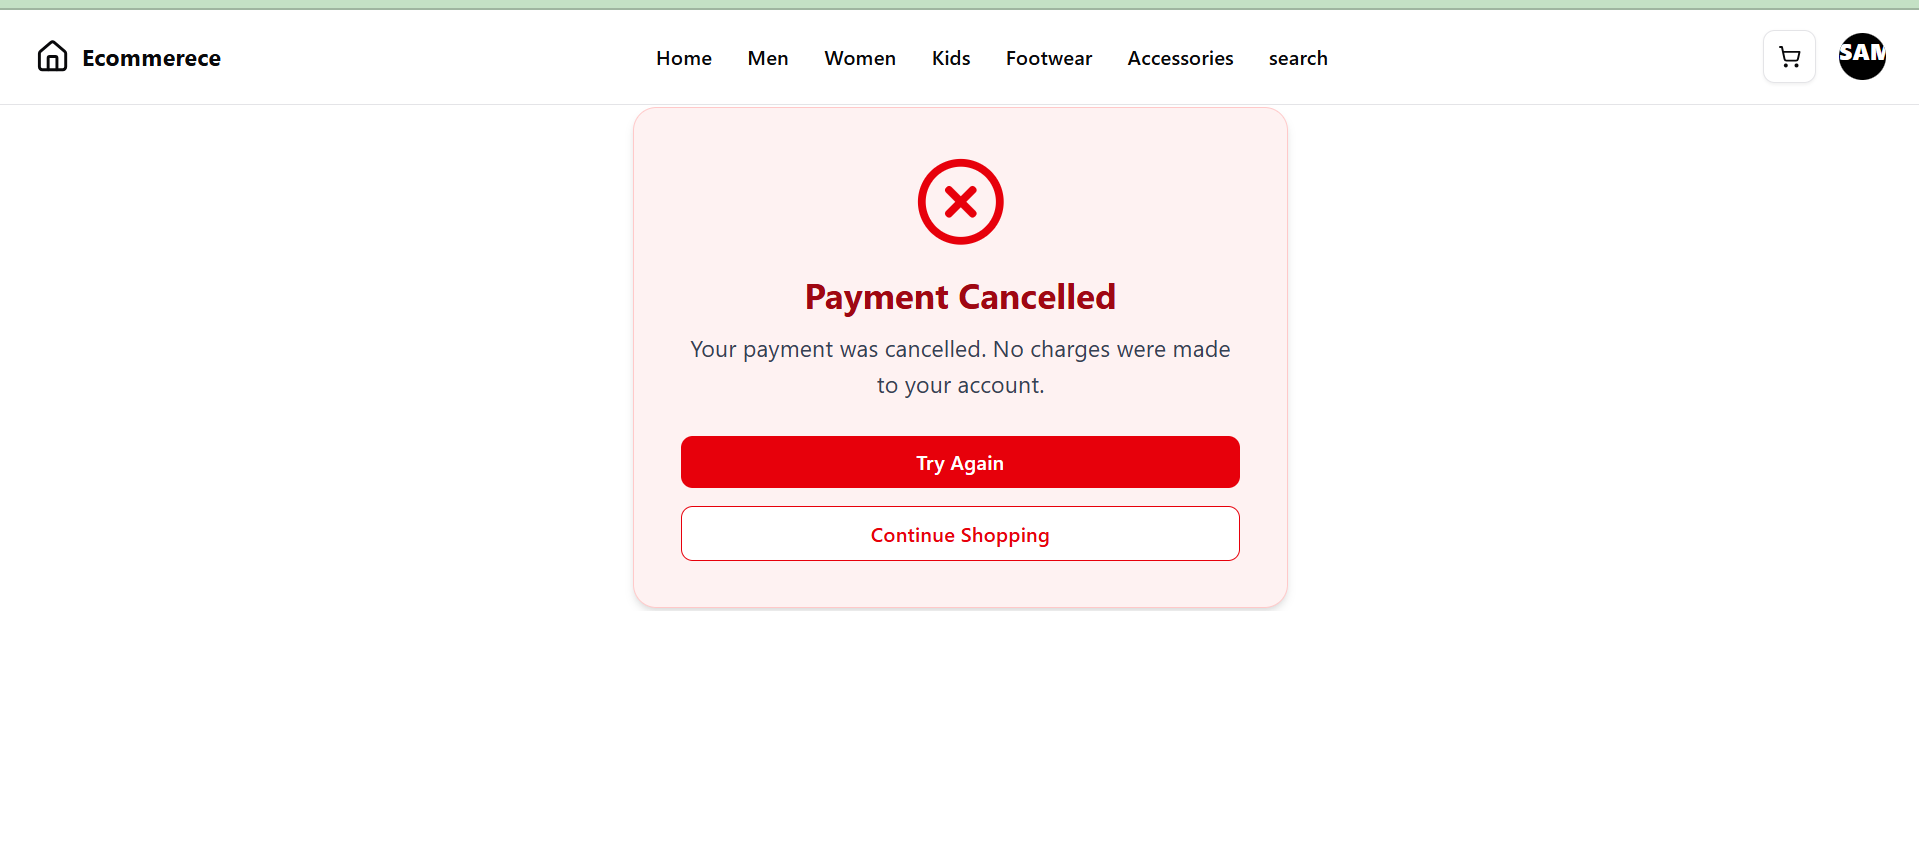 Ecommerece
Home Men Women Kids Footwear Accessories search
SAM
Payment Cancelled
Your payment was cancelled. No charges were made
to your account.
Try Again
Continue Shopping